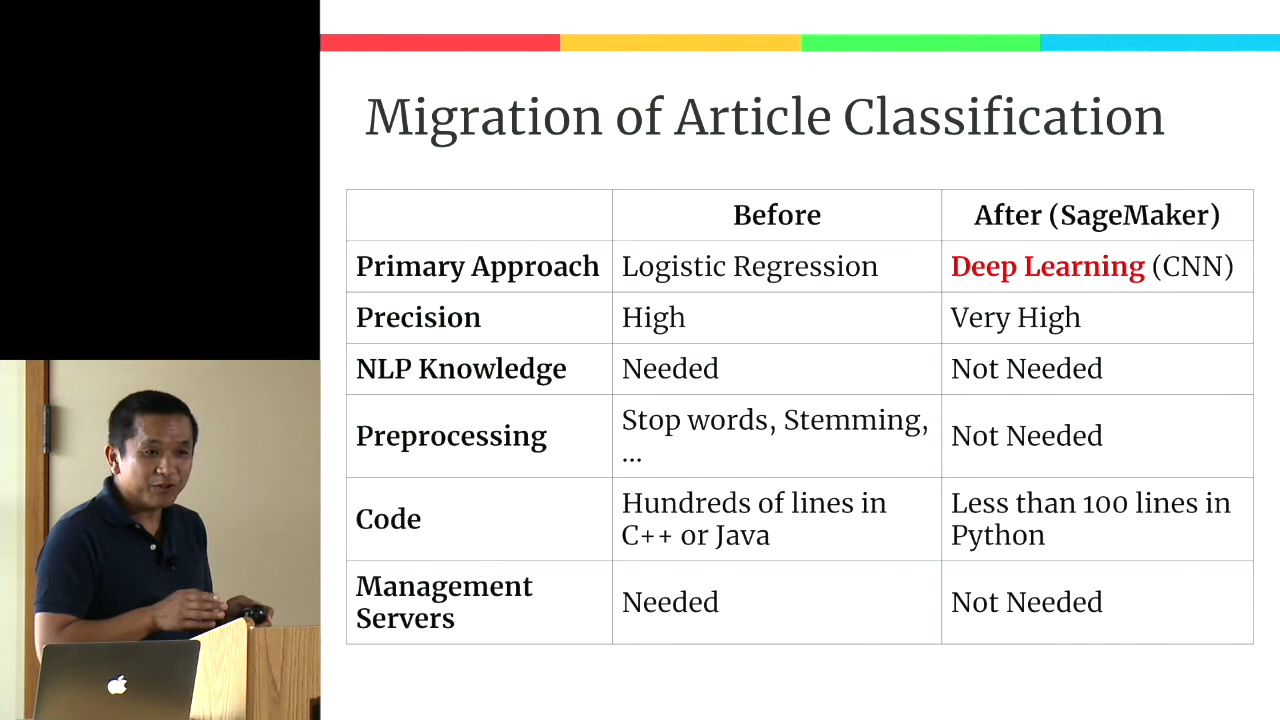 Migration of Article Classification
Before
After (SageMaker)
Primary Approach
Logistic Regression
Deep Learning (CNN)
Precision
High
Very High
NLP Knowledge
Needed
Not Needed
Preprocessing
Stop words, Stemming,
...
Not Needed
Code
Hundreds of lines in
C++ or Java
Less than 100 lines in
Python
Management
Servers
Needed
Not Needed